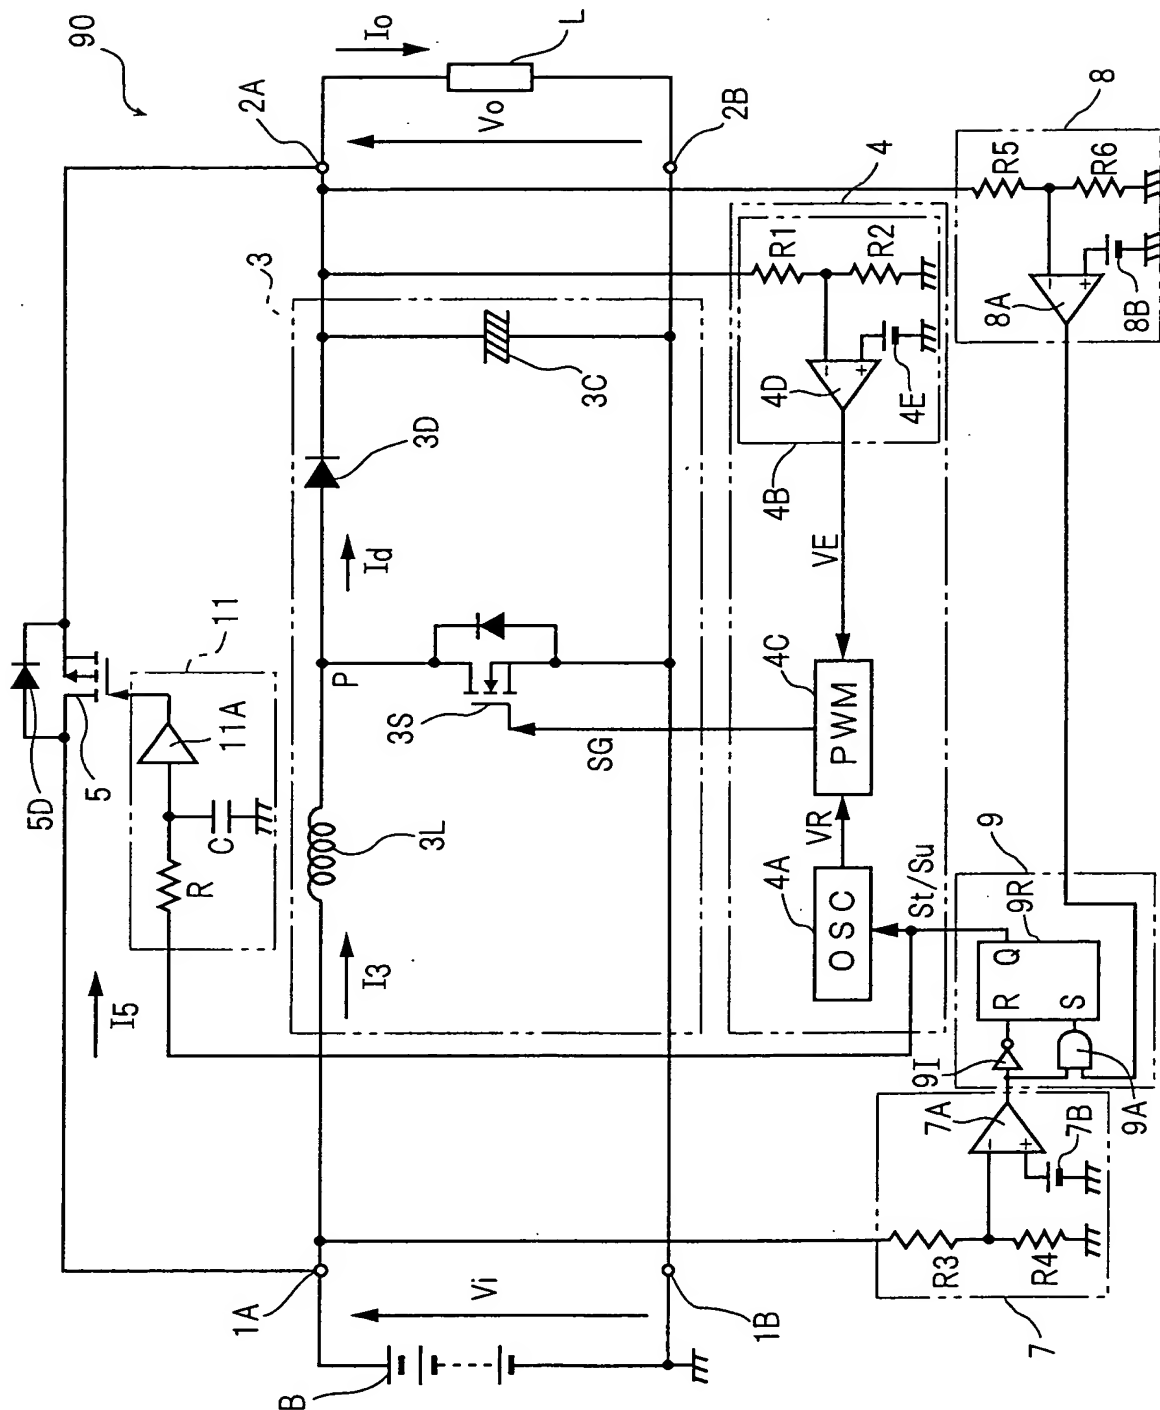 90
5D
5
11
11A
R
C
I5
3
1A
2A
Io
L
Vo
2B
Vi
1B
B
I3
3L
P
Id
3D
3C
3S
SG
4
4A
OSC
VR
4C
PWM
VE
4B
4D
4E
R1
R2
St/Su
7
R3
R4
7A
7B
9
9I
9A
9R
R
S
Q
8
8A
8B
R5
R6
-
+
-
+
-
+